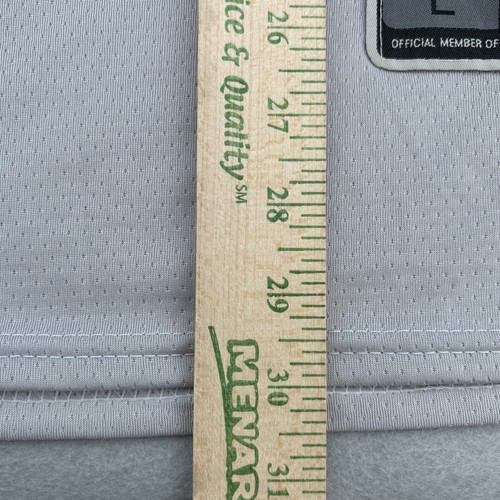 ice & Quality SM
26
27
28
29
30
31
MENAR
L
OFFICIAL MEMBER OF